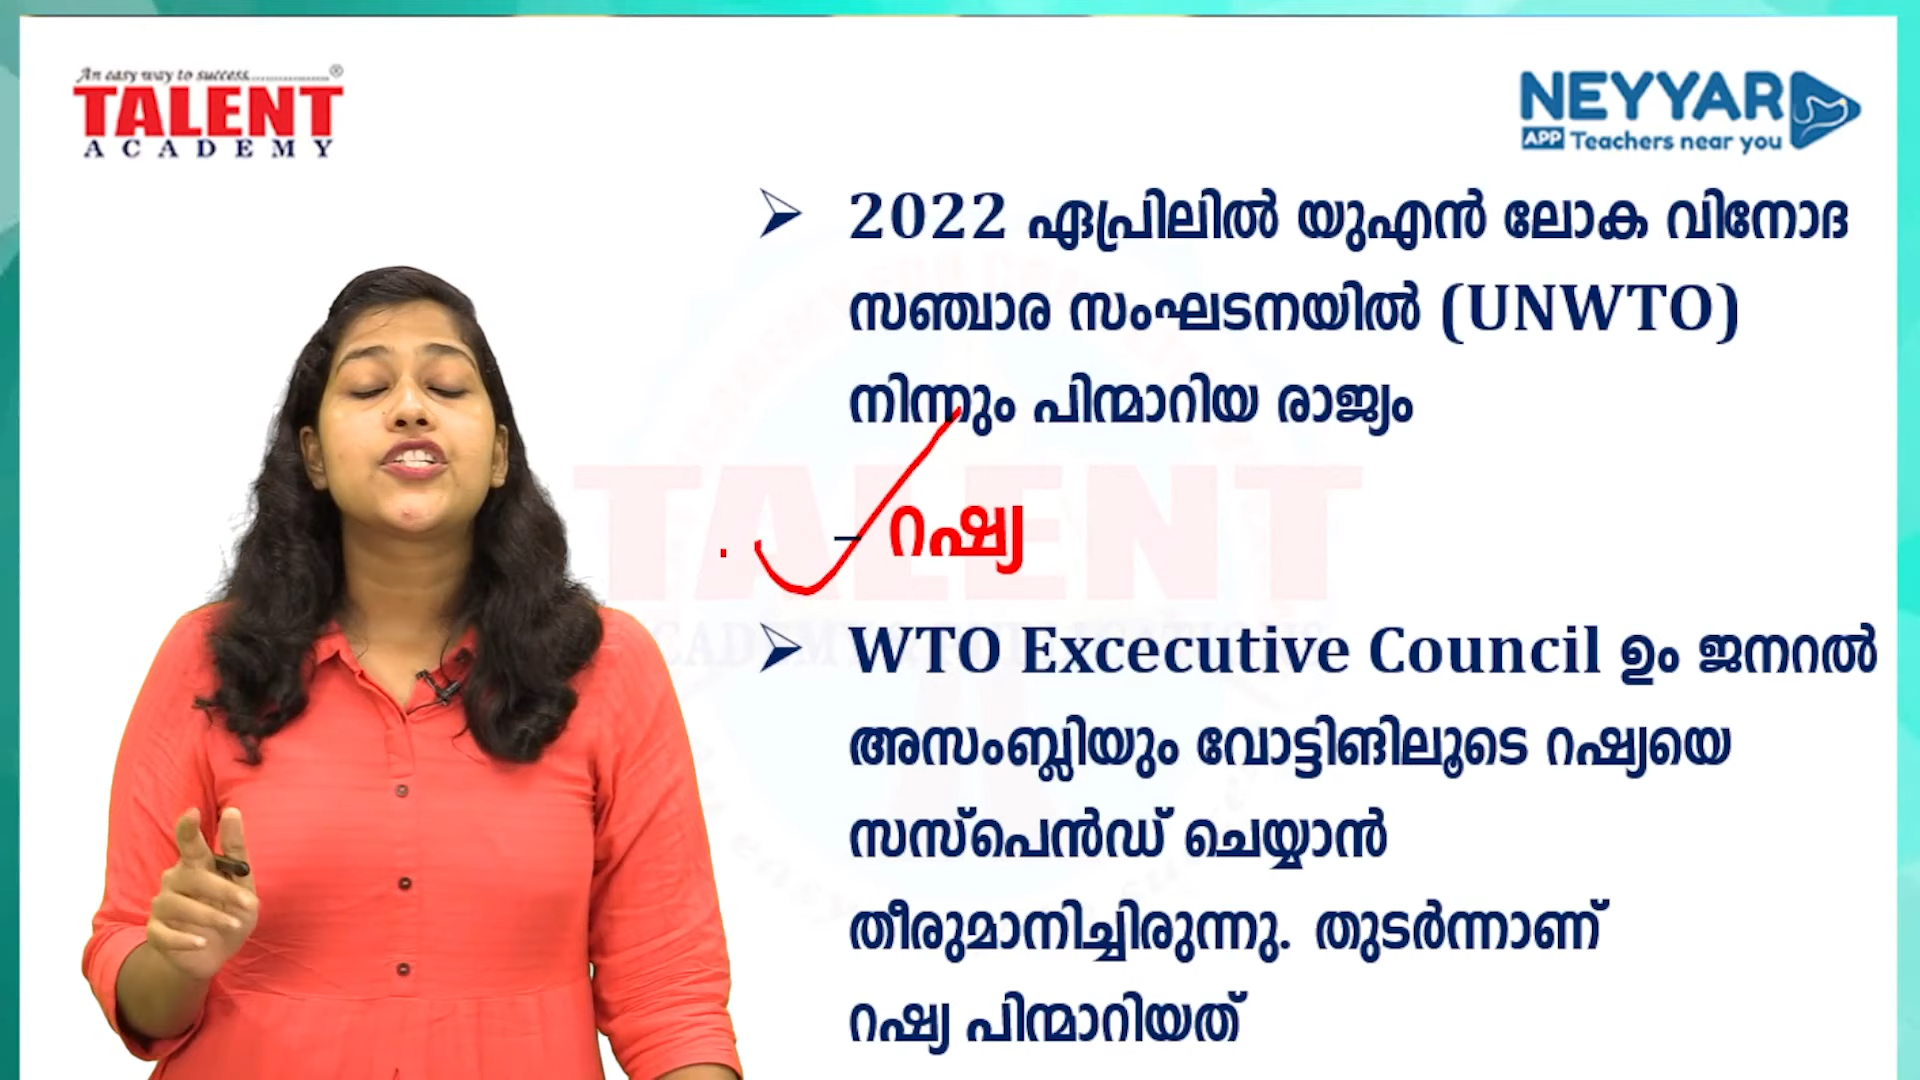 An easy way to success.................®
TALENT
ACADEMY
NEYYAR
APP Teachers near you
➢ 2022 ഏപ്രിലിൽ യുഎൻ ലോക വിനോദ
സഞ്ചാര സംഘടനയിൽ (UNWTO)
നിന്നും പിന്മാറിയ രാജ്യം
– റഷ്യ
➢ WTO Excecutive Council ഉം ജനറൽ
അസംബ്ലിയും വോട്ടിങിലൂടെ റഷ്യയെ
സസ്പെൻഡ് ചെയ്യാൻ
തീരുമാനിച്ചിരുന്നു. തുടർന്നാണ്
റഷ്യ പിന്മാറിയത്
TALENT